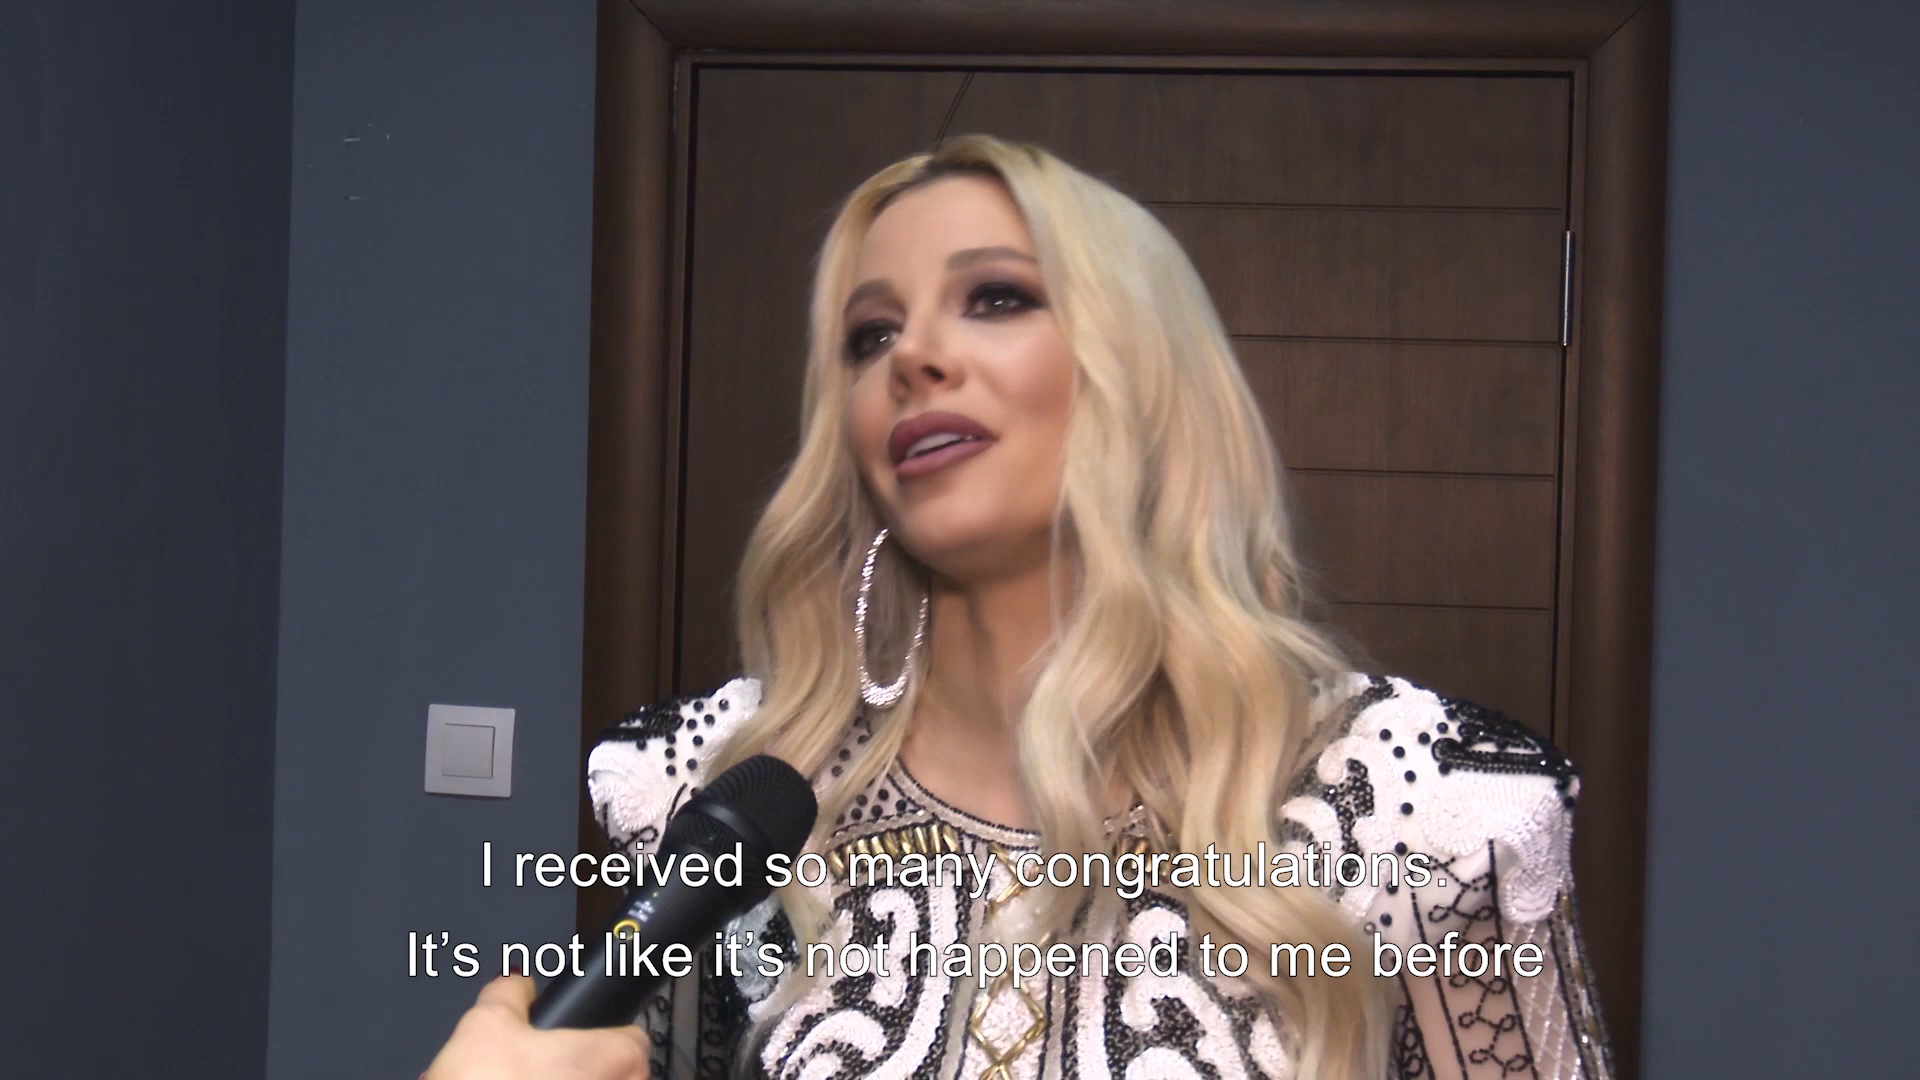 I received so many congratulations.
It’s not like it’s not happened to me before